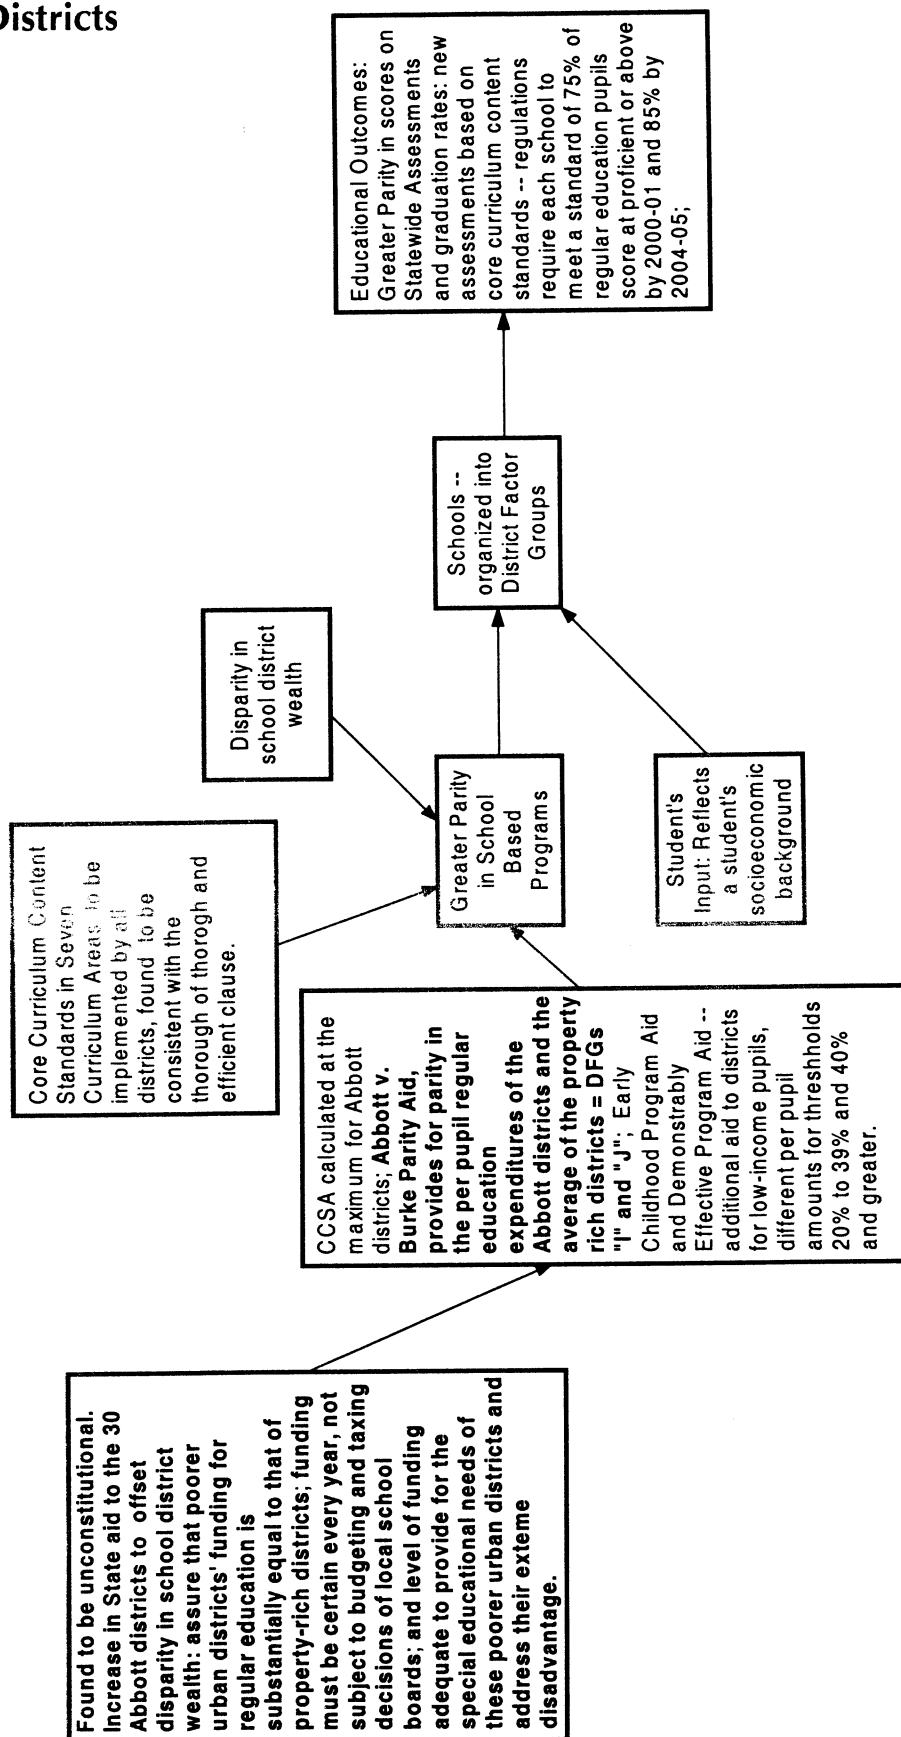 Districts
Found to be unconstitutional.
Increase in State aid to the 30
Abbott districts to offset
disparity in school district
wealth: assure that poorer
urban districts' funding for
regular education is
substantially equal to that of
property-rich districts; funding
must be certain every year, not
subject to budgeting and taxing
decisions of local school
boards; and level of funding
adequate to provide for the
special educational needs of
these poorer urban districts and
address their exteme
disadvantage.
Core Curriculum Content
Standards in Seven
Curriculum Areas to be
implemented by all
districts, found to be
consistent with the
thorough of thorogh and
efficient clause.
CCSA calculated at the
maximum for Abbott
districts; Abbott v.
Burke Parity Aid,
provides for parity in
the per pupil regular
education
expenditures of the
Abbott districts and the
average of the property
rich districts = DFGs
"I" and "J"; Early
Childhood Program Aid
and Demonstrably
Effective Program Aid --
additional aid to districts
for low-income pupils,
different per pupil
amounts for threshholds
20% to 39% and 40%
and greater.
Disparity in
school district
wealth
Greater Parity
in School
Based
Programs
Student's
Input: Reflects
a student's
socioeconomic
background
Schools --
organized into
District Factor
Groups
Educational Outcomes:
Greater Parity in scores on
Statewide Assessments
and graduation rates: new
assessments based on
core curriculum content
standards -- regulations
require each school to
meet a standard of 75% of
regular education pupils
score at proficient or above
by 2000-01 and 85% by
2004-05;